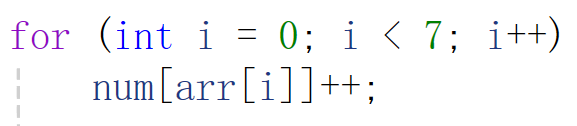 for (int i = 0; i < 7; i++)
num[arr[i]]++;